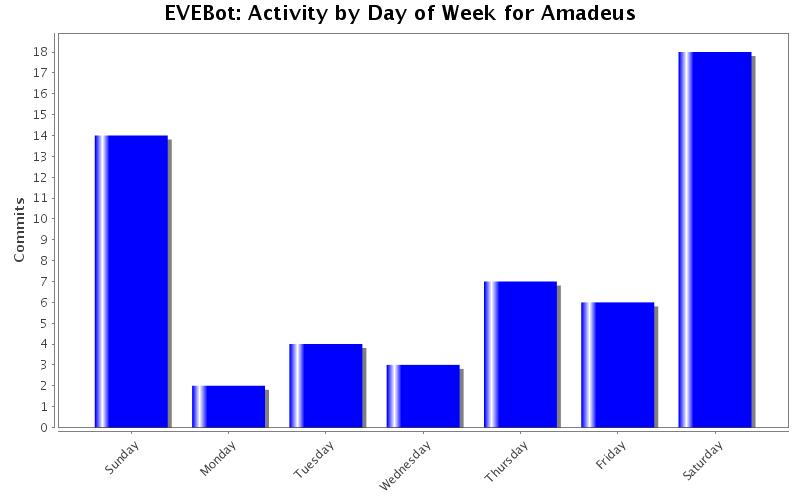 EVEBot: Activity by Day of Week for Amadeus
Commits
18
17
16
15
14
13
12
11
10
9
8
7
6
5
4
3
2
1
0
Sunday
Monday
Tuesday
Wednesday
Thursday
Friday
Saturday